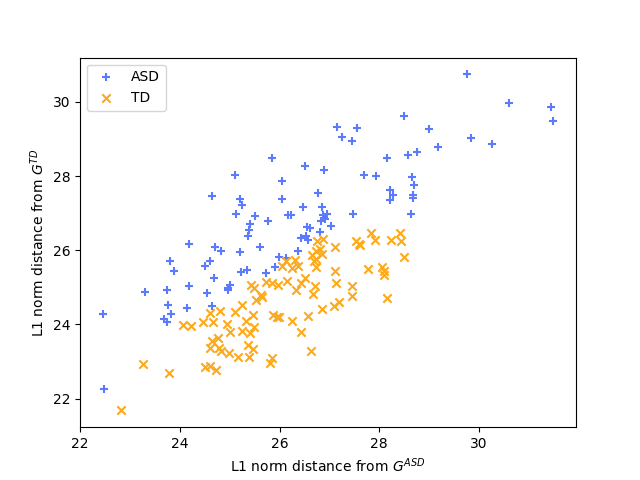 ASD
TD
30
28
26
24
22
L1 norm distance from G^{TD}
22
24
26
28
30
L1 norm distance from G^{ASD}